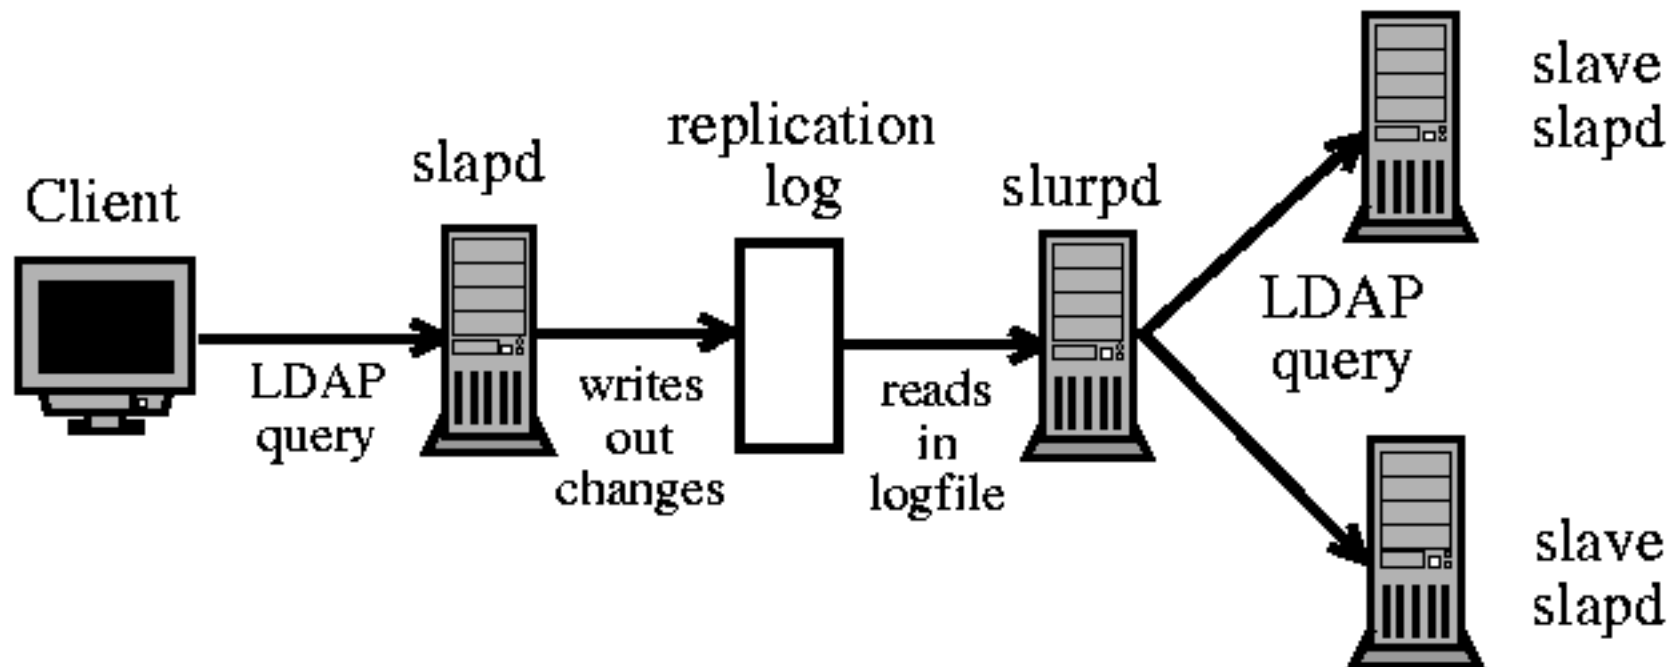 Client
LDAP
query
slapd
writes
out
changes
replication
log
reads
in
logfile
slurpd
LDAP
query
slave
slapd
slave
slapd